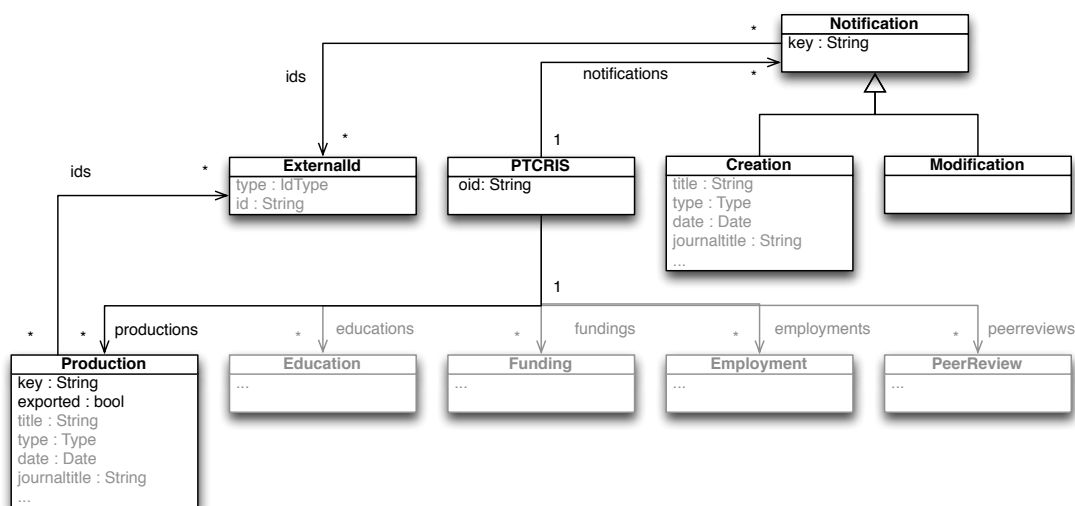 Notification
key : String
*
*
ids
notifications
*
1
ids
*
ExternalId
type : IdType
id : String
PTCRIS
oid: String
Creation
title : String
type : Type
date : Date
journaltitle : String
...
Modification
1
*
*
productions
*
educations
*
fundings
*
employments
*
peerreviews
Production
key : String
exported : bool
title : String
type : Type
date : Date
journaltitle : String
...
Education
...
Funding
...
Employment
...
PeerReview
...